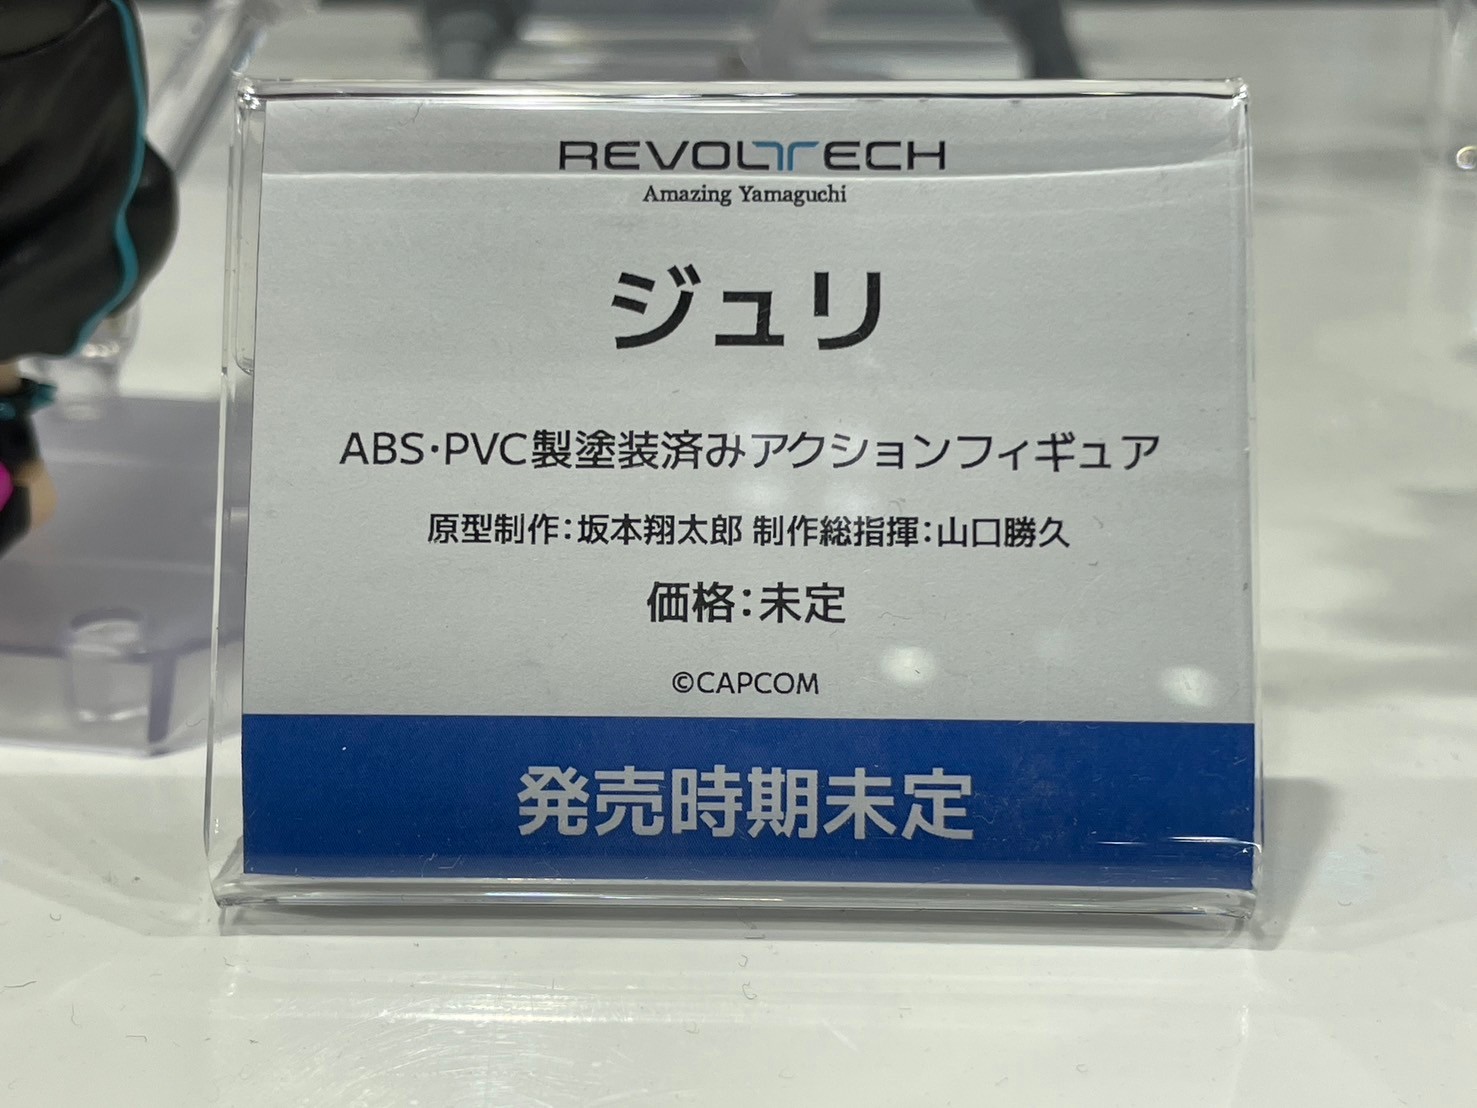 REVOLTECH
Amazing Yamaguchi
ジュリ
ABS・PVC製塗装済みアクションフィギュア
原型制作：坂本翔太郎 制作総指揮：山口勝久
価格：未定
©CAPCOM
発売時期未定